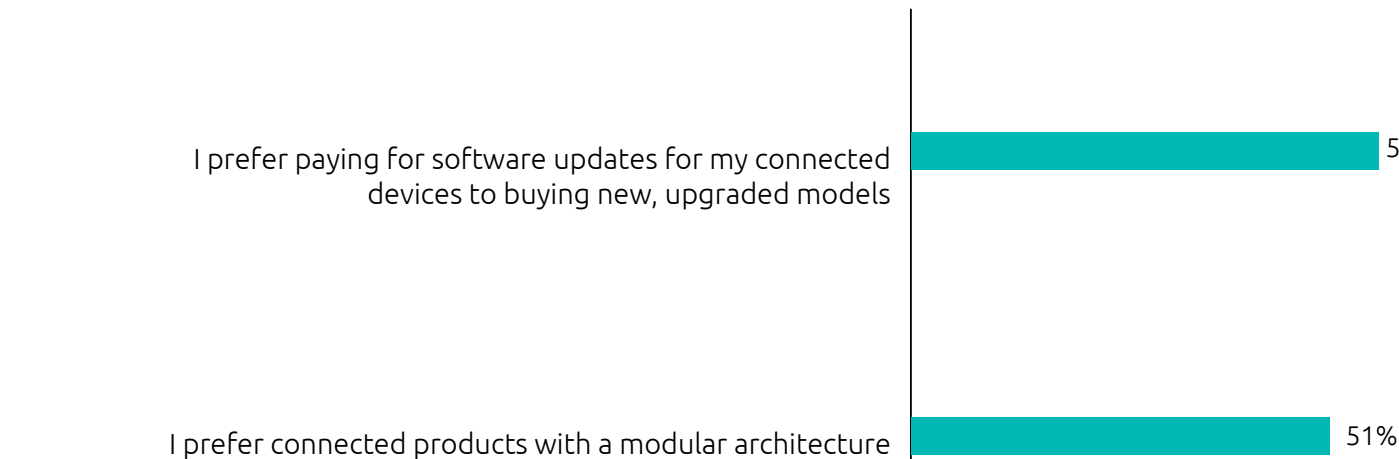 I prefer paying for software updates for my connected
devices to buying new, upgraded models
I prefer connected products with a modular architecture
51%